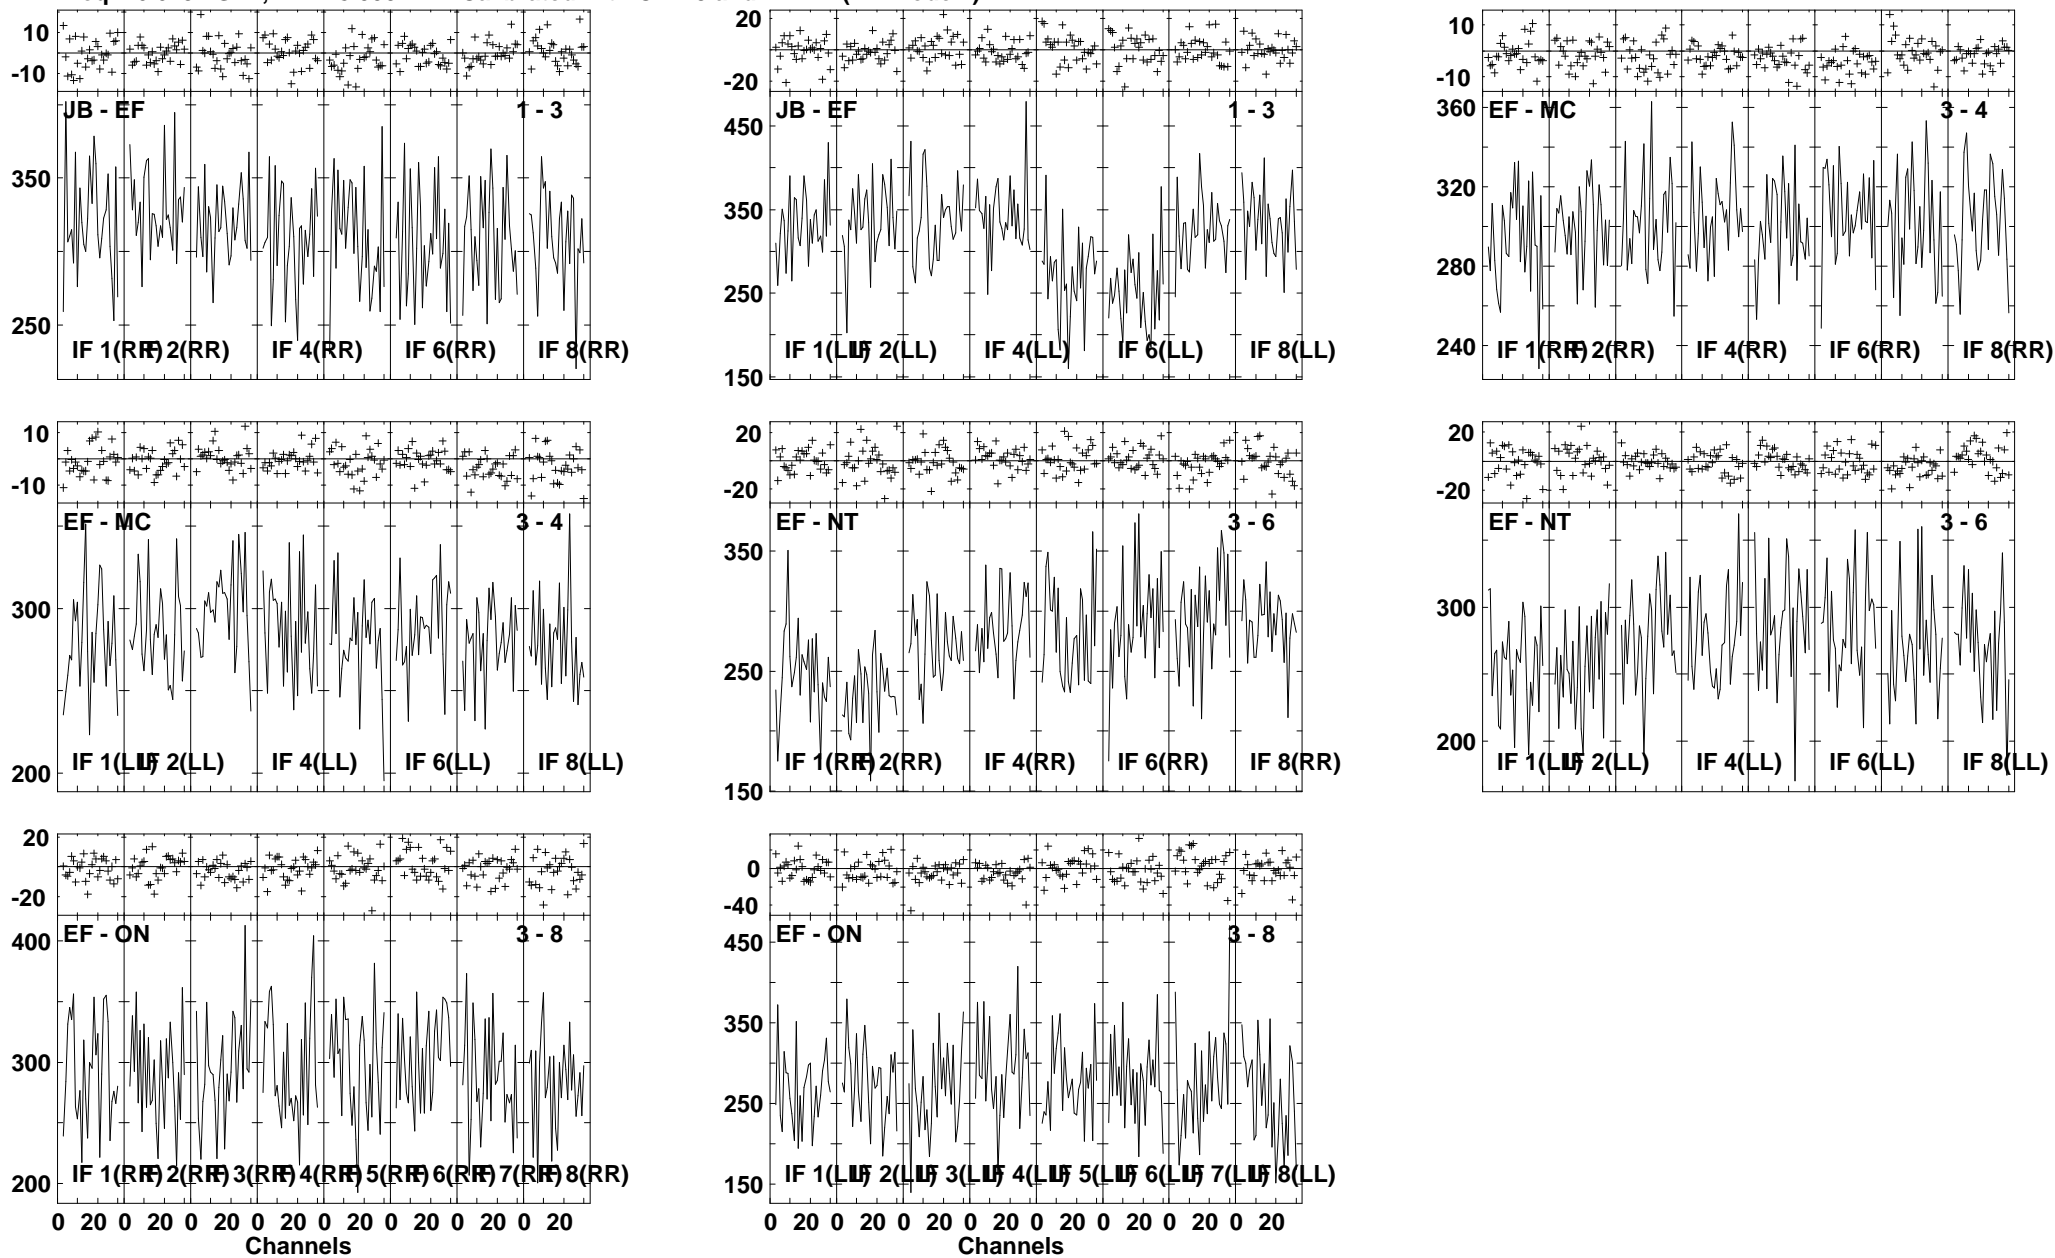 10
-10
JB - EF 1 - 3
350
250
IF 1(RR) IF 2(RR) IF 4(RR) IF 6(RR) IF 8(RR)
20
-20
JB - EF 1 - 3
450
350
250
150
IF 1(LL) IF 2(LL) IF 4(LL) IF 6(LL) IF 8(LL)
10
-10
EF - MC 3 - 4
360
320
280
240
IF 1(RR) IF 2(RR) IF 4(RR) IF 6(RR) IF 8(RR)
10
-10
EF - MC 3 - 4
300
200
IF 1(LL) IF 2(LL) IF 4(LL) IF 6(LL) IF 8(LL)
20
-20
EF - NT 3 - 6
350
250
150
IF 1(RR) IF 2(RR) IF 4(RR) IF 6(RR) IF 8(RR)
20
-20
EF - NT 3 - 6
300
200
IF 1(LL) IF 2(LL) IF 4(LL) IF 6(LL) IF 8(LL)
20
-20
EF - ON 3 - 8
400
300
200
IF 1(RR) IF 2(RR) IF 3(RR) IF 4(RR) IF 5(RR) IF 6(RR) IF 7(RR) IF 8(RR)
0 20 0 20 0 20 0 20 0 20 0 20 0 20 0 20
Channels
0
-40
EF - ON 3 - 8
450
350
250
150
IF 1(LL) IF 2(LL) IF 3(LL) IF 4(LL) IF 5(LL) IF 6(LL) IF 7(LL) IF 8(LL)
0 20 0 20 0 20 0 20 0 20 0 20 0 20 0 20
Channels